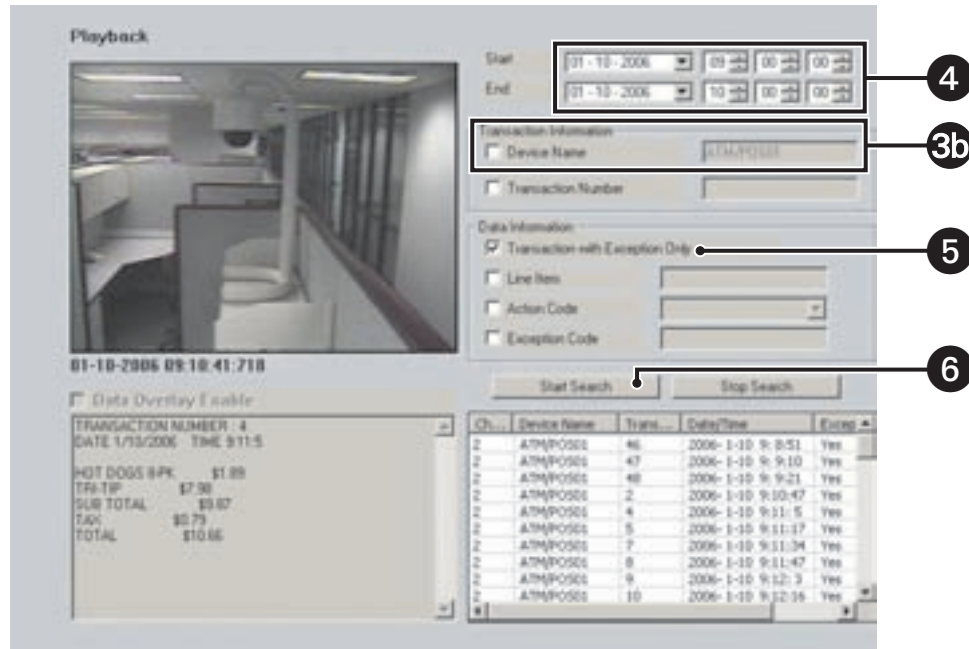 Playback
Start 01 - 10 - 2006 09 00 00
End 01 - 10 - 2006 10 00 00
4
Transaction Information
Device Name ATM/POS01
3b
Transaction Number
Data Information
Transaction with Exception Only
5
Line Item
Action Code
Exception Code
01-10-2006 09:10:41:718
Start Search
Stop Search
6
Data Overlay Enable
TRANSACTION NUMBER : 4
DATE 1/10/2006 TIME 9:11:5
HOT DOGS 8-PK $1.89
TRI-TIP $7.98
SUB TOTAL $9.87
TAX $0.79
TOTAL $10.66
Ch... Device Name Trans... Date/Time Excep
2 ATM/POS01 46 2006- 1-10 9: 8:51 Yes
2 ATM/POS01 47 2006- 1-10 9: 9:10 Yes
2 ATM/POS01 48 2006- 1-10 9: 9:21 Yes
2 ATM/POS01 2 2006- 1-10 9:10:47 Yes
2 ATM/POS01 4 2006- 1-10 9:11: 5 Yes
2 ATM/POS01 5 2006- 1-10 9:11:17 Yes
2 ATM/POS01 7 2006- 1-10 9:11:34 Yes
2 ATM/POS01 8 2006- 1-10 9:11:47 Yes
2 ATM/POS01 9 2006- 1-10 9:12: 3 Yes
2 ATM/POS01 10 2006- 1-10 9:12:16 Yes